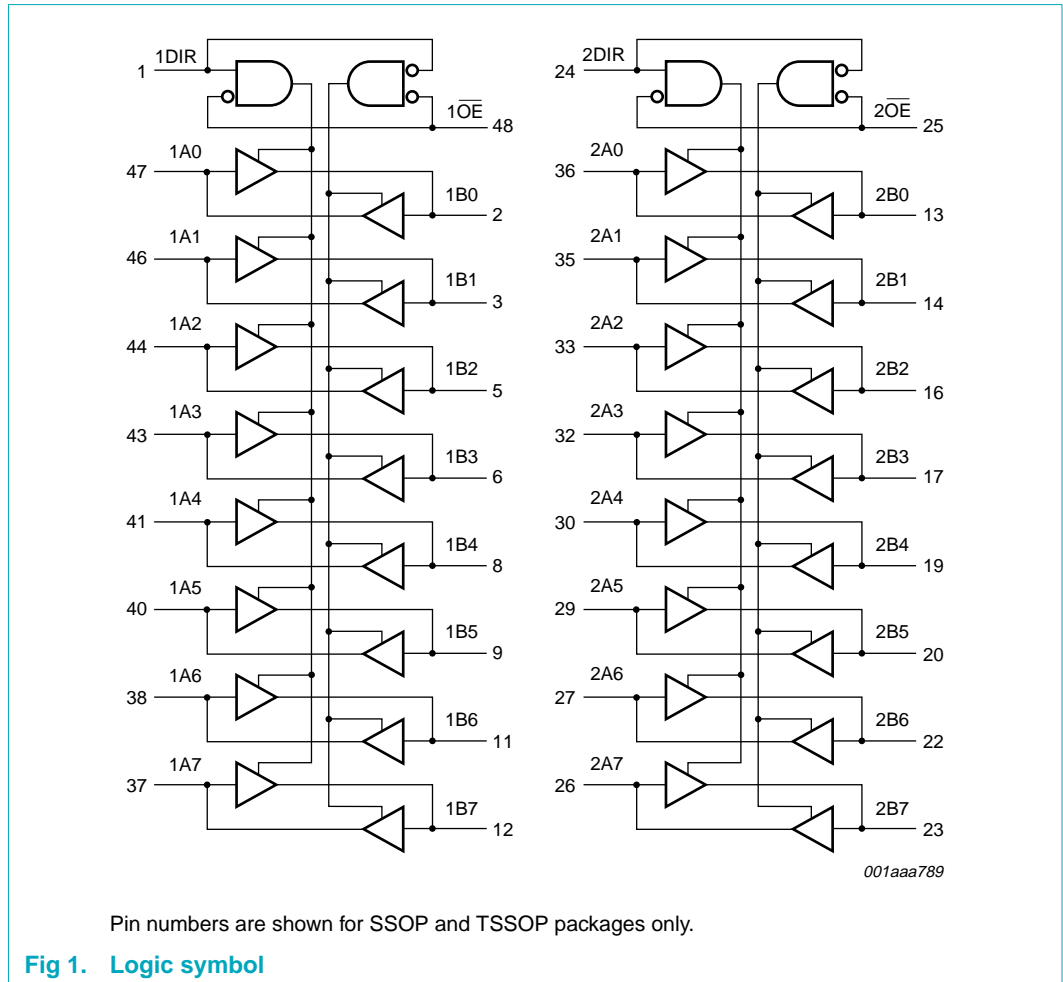 1DIR 2DIR
1 24
1O̅E̅ 2O̅E̅
48 25
1A0 2A0
47 36
1B0 2B0
2 13
1A1 2A1
46 35
1B1 2B1
3 14
1A2 2A2
44 33
1B2 2B2
5 16
1A3 2A3
43 32
1B3 2B3
6 17
1A4 2A4
41 30
1B4 2B4
8 19
1A5 2A5
40 29
1B5 2B5
9 20
1A6 2A6
38 27
1B6 2B6
11 22
1A7 2A7
37 26
1B7 2B7
12 23
001aaa789
Pin numbers are shown for SSOP and TSSOP packages only.
Fig 1. Logic symbol